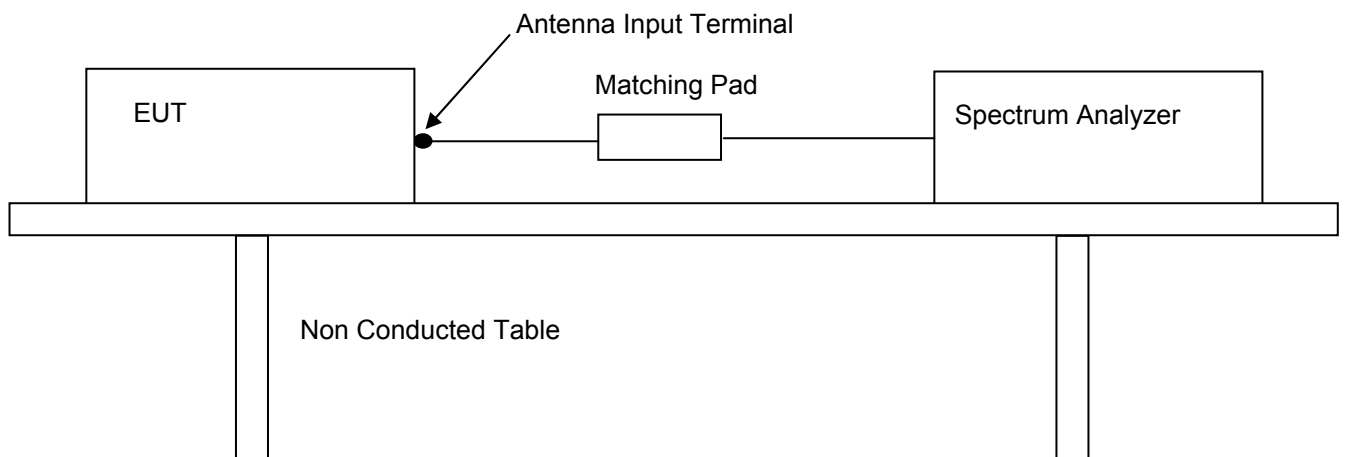 Antenna Input Terminal
Matching Pad
EUT
Spectrum Analyzer
Non Conducted Table